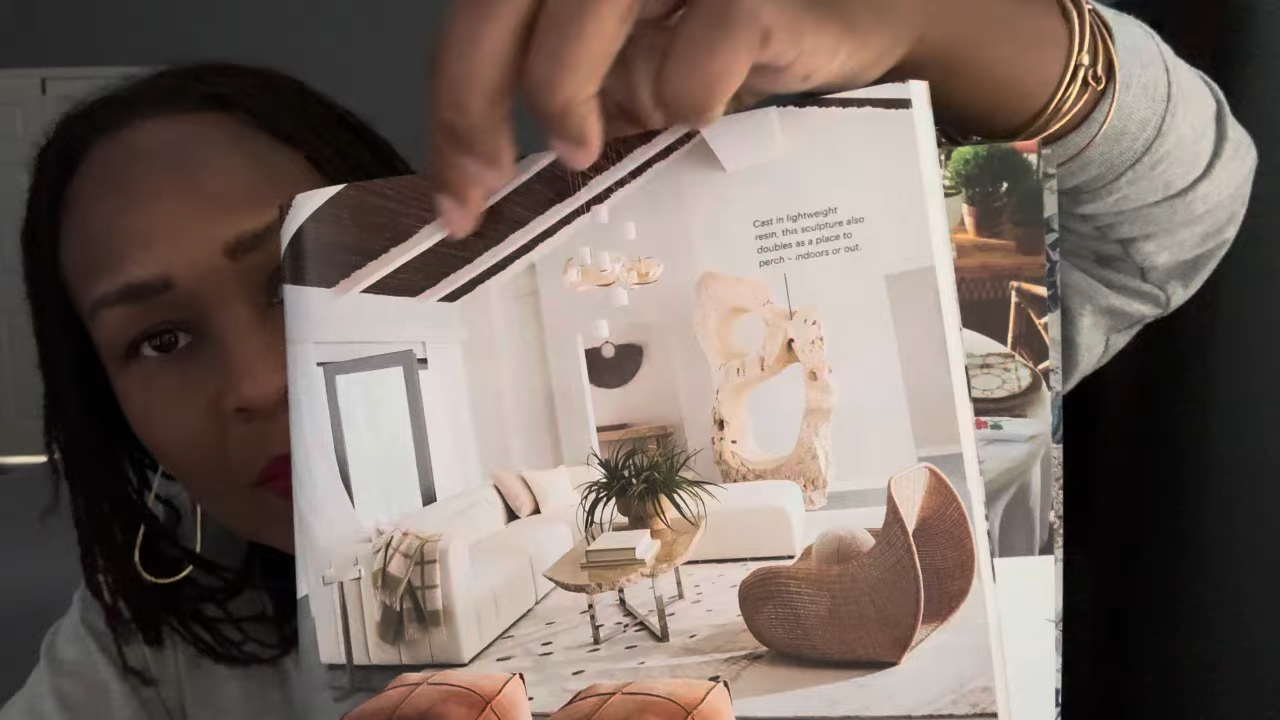 Cast in lightweight
resin, this sculpture also
doubles as a place to
perch – indoors or out.